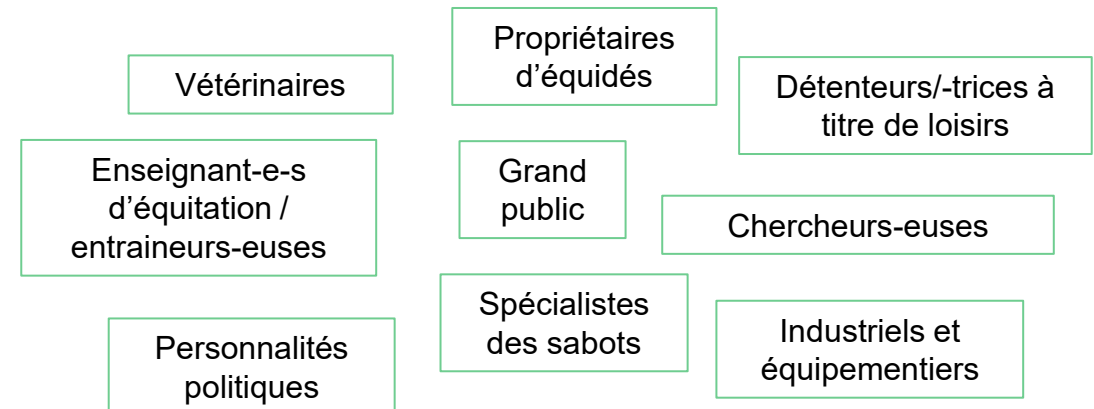 Propriétaires
d’équidés
Vétérinaires
Détenteurs/-trices à
titre de loisirs
Enseignant-e-s
d’équitation /
entraineurs-euses
Grand
public
Chercheurs-euses
Spécialistes
des sabots
Industriels et
équipementiers
Personnalités
politiques